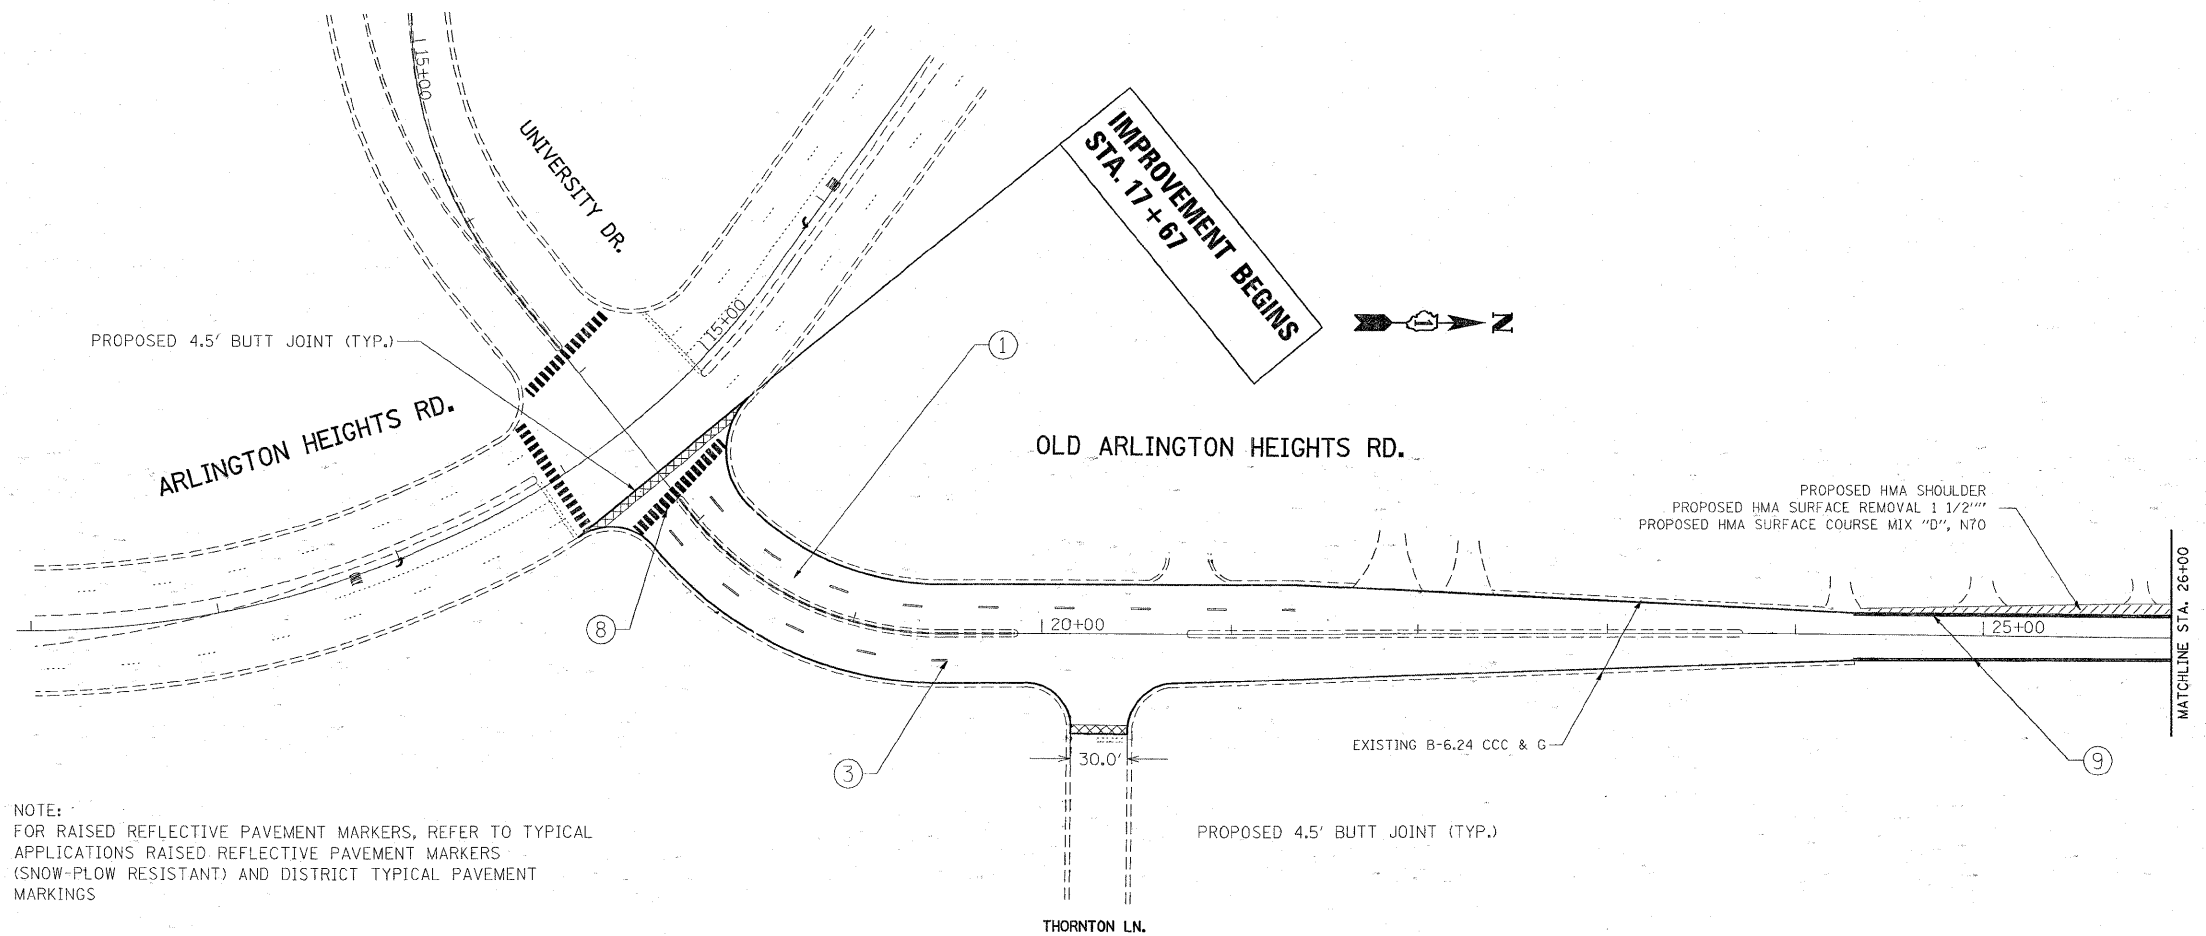 15+00
UNIVERSITY DR.
IMPROVEMENT BEGINS
STA. 17+67
15+00
PROPOSED 4.5' BUTT JOINT (TYP.)
1
N
ARLINGTON HEIGHTS RD.
OLD ARLINGTON HEIGHTS RD.
PROPOSED HMA SHOULDER
PROPOSED HMA SURFACE REMOVAL 1 1/2""'
PROPOSED HMA SURFACE COURSE MIX "D", N70
MATCHLINE STA. 26+00
8
20+00
25+00
EXISTING B-6.24 CCC & G
3
30.0'
9
NOTE:
FOR RAISED REFLECTIVE PAVEMENT MARKERS, REFER TO TYPICAL
APPLICATIONS RAISED REFLECTIVE PAVEMENT MARKERS
(SNOW-PLOW RESISTANT) AND DISTRICT TYPICAL PAVEMENT
MARKINGS
PROPOSED 4.5' BUTT JOINT (TYP.)
THORNTON LN.